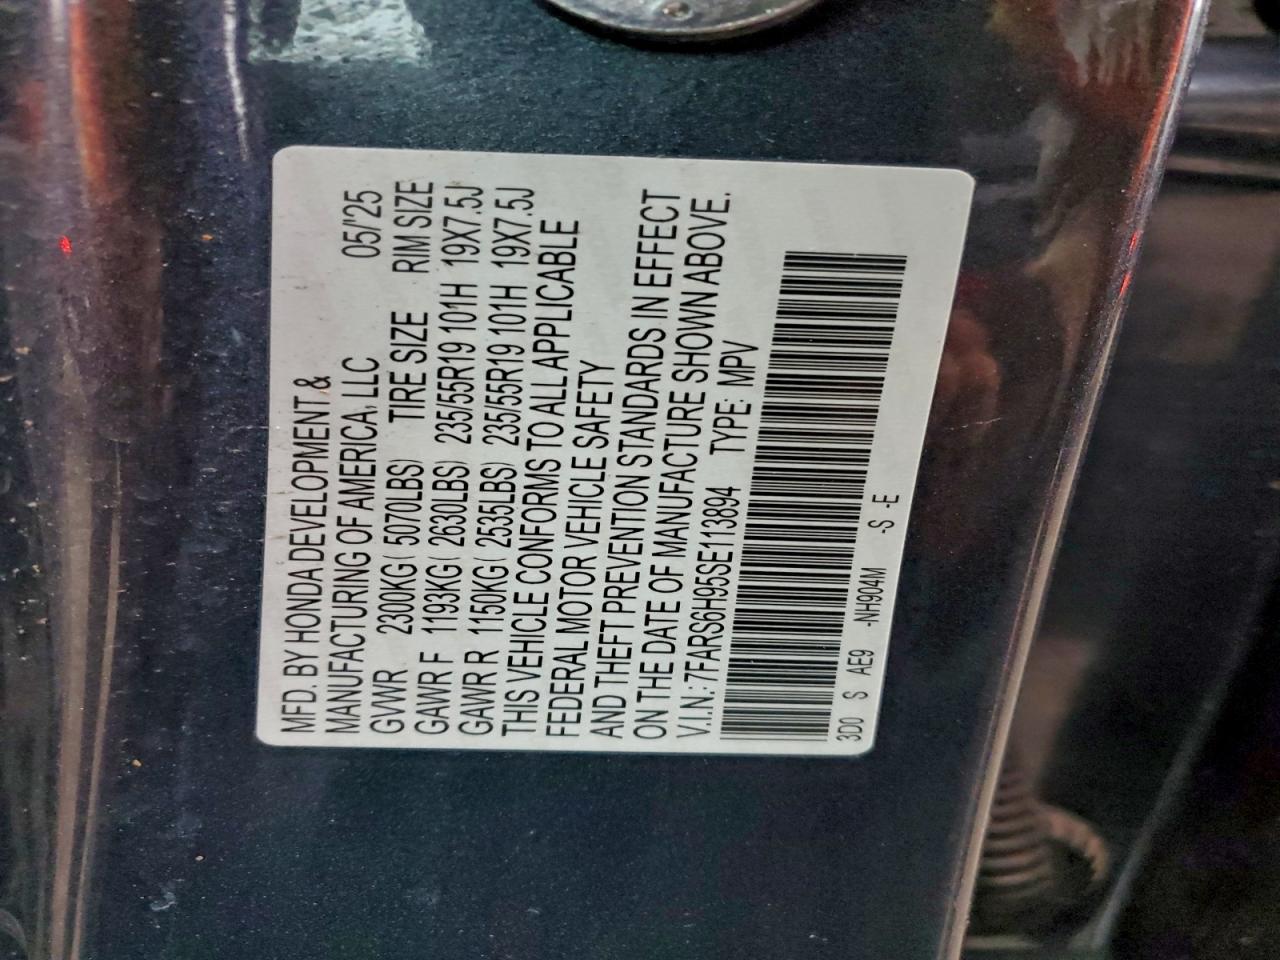 MFD. BY HONDA DEVELOPMENT &
MANUFACTURING OF AMERICA, LLC 05/'25
GVWR 2300KG( 5070LBS) TIRE SIZE RIM SIZE
GAWR F 1193KG( 2630LBS) 235/55R19 101H 19X7.5J
GAWR R 1150KG( 2535LBS) 235/55R19 101H 19X7.5J
THIS VEHICLE CONFORMS TO ALL APPLICABLE
FEDERAL MOTOR VEHICLE SAFETY
AND THEFT PREVENTION STANDARDS IN EFFECT
ON THE DATE OF MANUFACTURE SHOWN ABOVE.
V.I.N.: 7FARS6H95SE113894 TYPE: MPV
3D0 S AE9 -NH904M -S -E